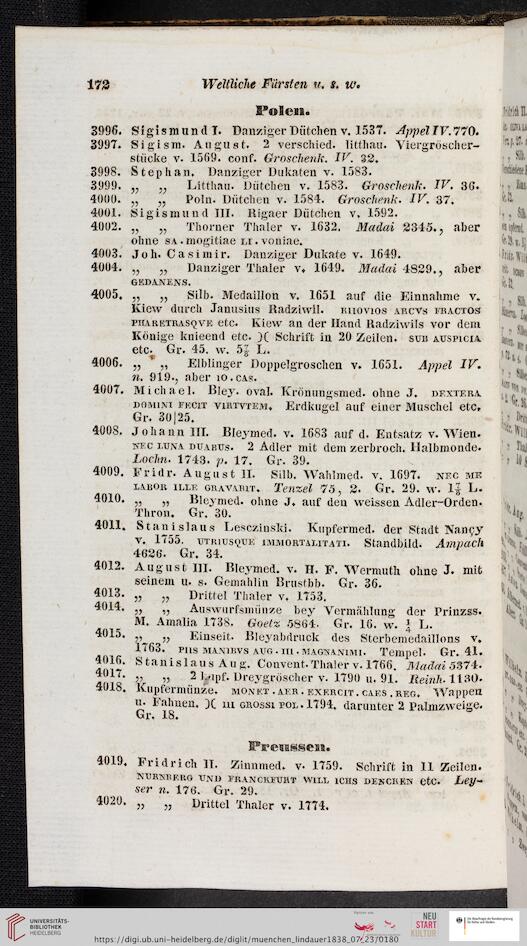 172 Weltliche Fürsten u. s. w.
Polen.
3996. Sigismund I. Danziger Dütchen v. 1537. Appel IV. 770.
3997. Sigism. August. 2 verschied. litthau. Viergröscher-
stücke v. 1569. conf. Groschenk. IV. 32.
3998. Stephan. Danziger Dukaten v. 1583.
3999. „ „ Litthau. Dütchen v. 1583. Groschenk. IV. 36.
4000. „ „ Poln. Dütchen v. 1584. Groschenk. IV. 37.
4001. Sigismund III. Rigaer Dütchen v. 1592.
4002. „ „ Thorner Thaler v. 1632. Madai 2345., aber
ohne SA. mogitiae LI. voniae.
4003. Joh. Casimir. Danziger Dukate v. 1649.
4004. „ „ Danziger Thaler v. 1649. Madai 4829., aber
GEDANENS.
4005. „ „ Silb. Medaillon v. 1651 auf die Einnahme v.
Kiew durch Janusius Radziwil. KIIOVIOS ARCVS FRACTOS
PHARETRASQVE etc. Kiew an der Hand Radziwils vor dem
Könige knieend etc. )( Schrift in 20 Zeilen. SUB AUSPICIA
etc. Gr. 45. w. 5⅞ L.
4006. „ „ Elblinger Doppelgroschen v. 1651. Appel IV.
n. 919., aber IO. CAS.
4007. Michael. Bley. oval. Krönungsmed. ohne J. DEXTERA
DOMINI FECIT VIRTVTEM. Erdkugel auf einer Muschel etc.
Gr. 30|25.
4008. Johann III. Bleymed. v. 1683 auf d. Entsatz v. Wien.
NEC LUNA DUABUS. 2 Adler mit dem zerbroch. Halbmonde.
Lochn. 1743. p. 17. Gr. 39.
4009. Fridr. August II. Silb. Wahlmed. v. 1697. NEC ME
LABOR ILLE GRAVABIT. Tenzel 75, 2. Gr. 29. w. 1⅞ L.
4010. „ „ Bleymed. ohne J. auf den weissen Adler-Orden.
Thron. Gr. 30.
4011. Stanislaus Lesczinski. Kupfermed. der Stadt Nançy
v. 1755. UTRIUSQUE IMMORTALITATI. Standbild. Ampach
4626. Gr. 34.
4012. August III. Bleymed. v. H. F. Wermuth ohne J. mit
seinem u. s. Gemahlin Brustbb. Gr. 36.
4013. „ „ Drittel Thaler v. 1753.
4014. „ „ Auswurfsmünze bey Vermählung der Prinzss.
M. Amalia 1738. Goetz 5864. Gr. 16. w. ¼ L.
4015. „ „ Einseit. Bleyabdruck des Sterbemedaillons v.
1763. PIIS MANIBVS AUG. III. MAGNANIMI. Tempel. Gr. 41.
4016. Stanislaus Aug. Convent. Thaler v. 1766. Madai 5374.
4017. „ „ 2 kupf. Dreygröscher v. 1790 u. 91. Reinh. 1130.
4018. Kupfermünze. MONET. AER. EXERCIT. CAES. REG. Wappen
u. Fahnen. )( III GROSSI POL. 1794. darunter 2 Palmzweige.
Gr. 18.
Preussen.
4019. Fridrich II. Zinnmed. v. 1759. Schrift in 11 Zeilen.
NURNBERG UND FRANCKFURT WILL ICHS DENCKEN etc. Ley-
ser n. 176. Gr. 29.
4020. „ „ Drittel Thaler v. 1774.
UNIVERSITÄTS-
BIBLIOTHEK
HEIDELBERG
NEU
START
KULTUR